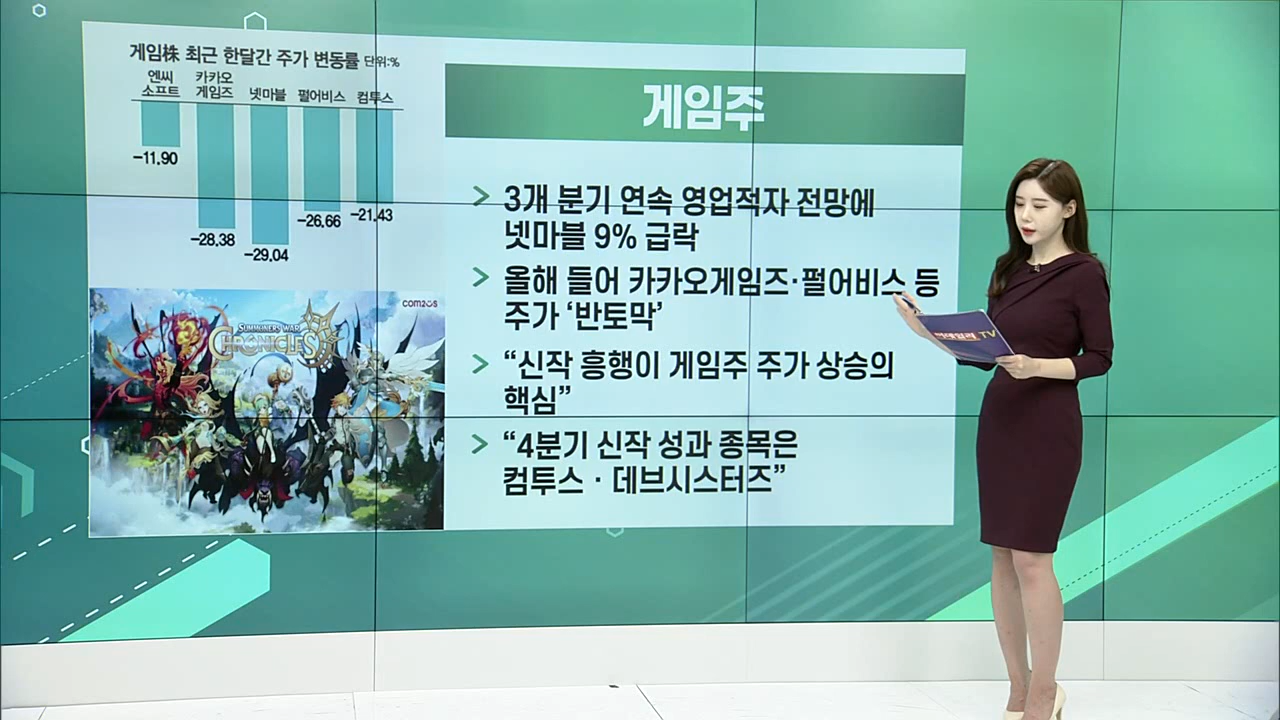 게임株 최근 한달간 주가 변동률 단위:%
엔씨소프트
카카오게임즈
넷마블
펄어비스
컴투스
-11.90
-28.38
-29.04
-26.66
-21.43
com2us
SUMMONERS WAR
CHRONICLES
게임주
> 3개 분기 연속 영업적자 전망에
넷마블 9% 급락
> 올해 들어 카카오게임즈·펄어비스 등
주가 ‘반토막’
> “신작 흥행이 게임주 주가 상승의
핵심”
> “4분기 신작 성과 종목은
컴투스 · 데브시스터즈”
이데일리 TV